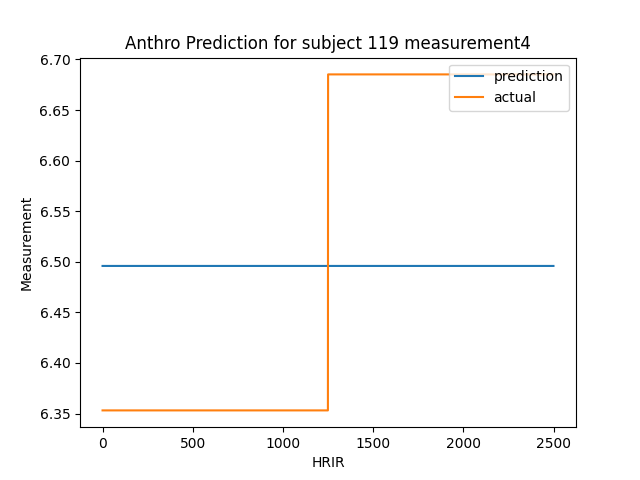 Anthro Prediction for subject 119 measurement4
6.70
6.65
6.60
6.55
6.50
6.45
6.40
6.35
Measurement
prediction
actual
0
500
1000
1500
2000
2500
HRIR